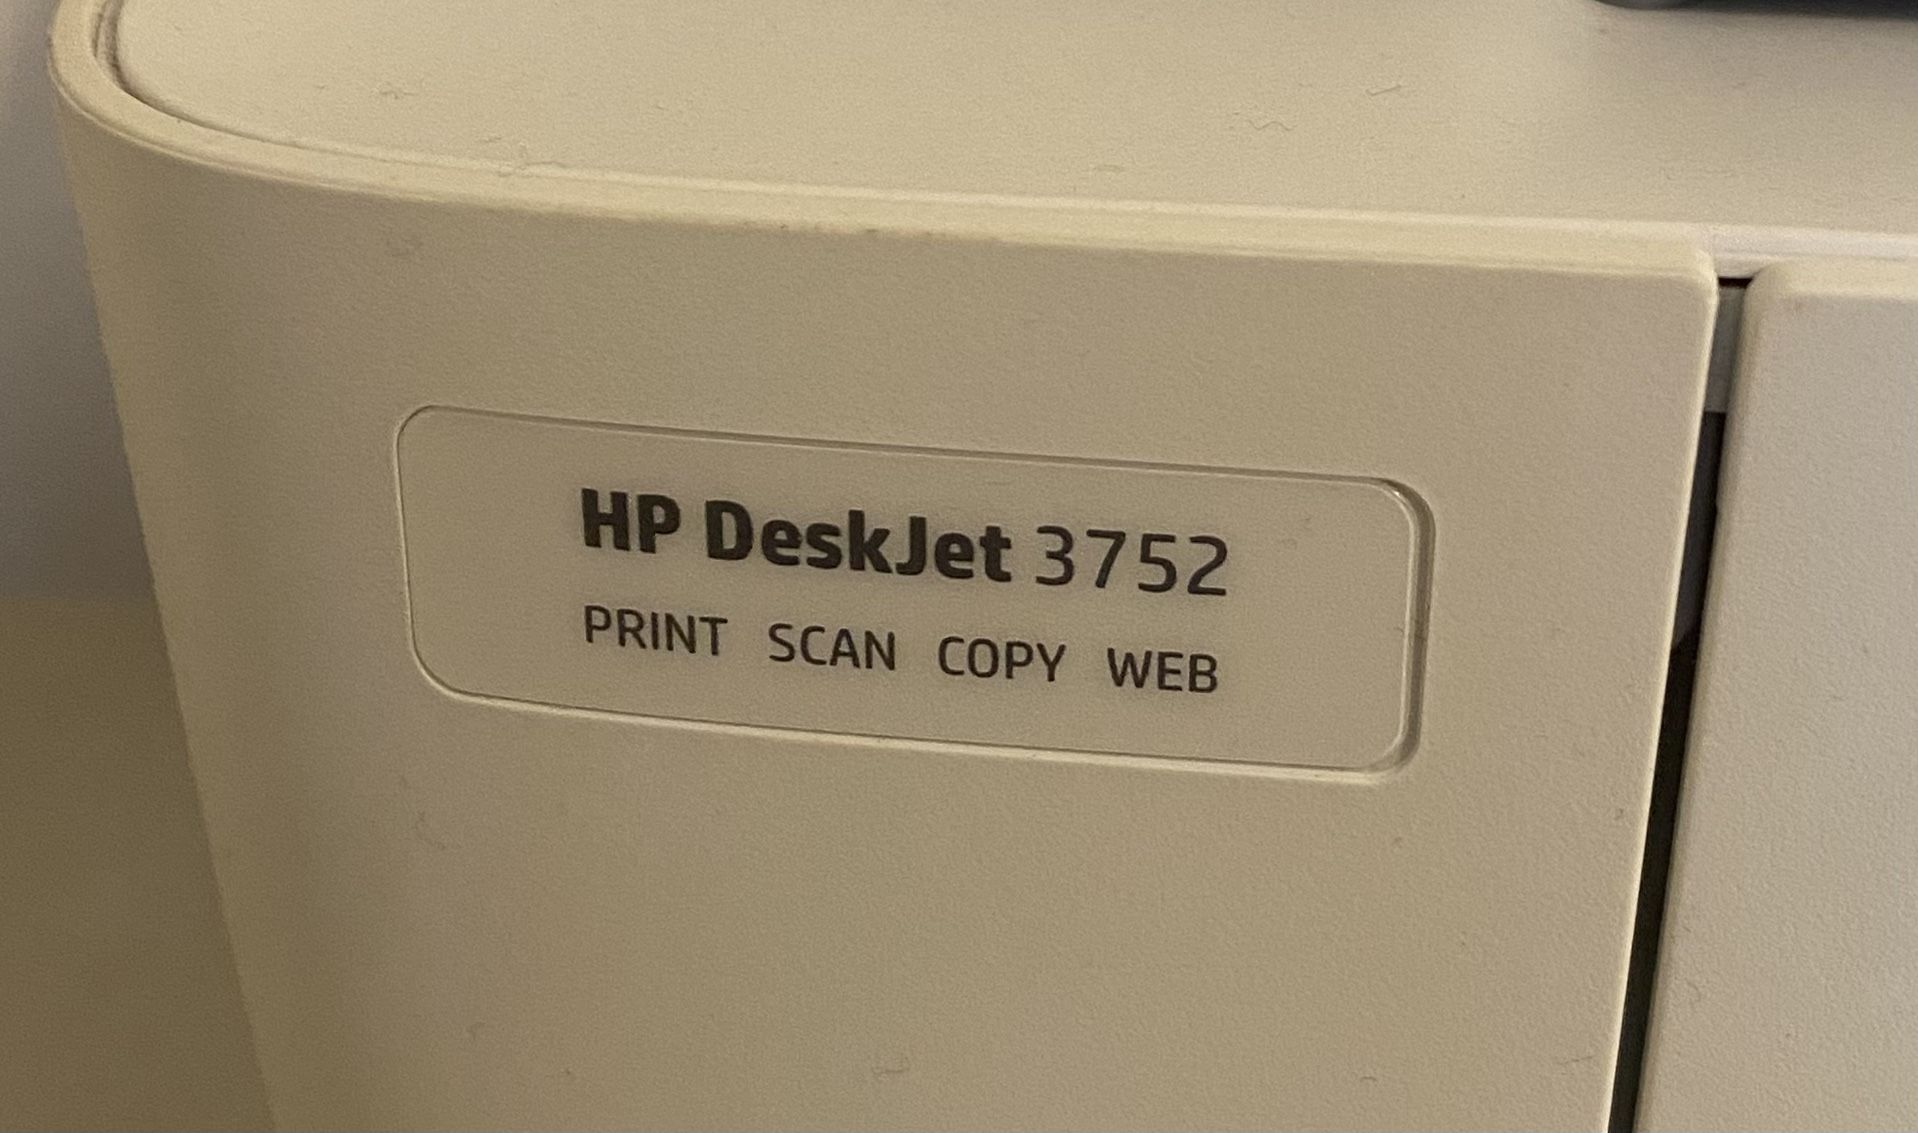 HP DeskJet 3752
PRINT SCAN COPY WEB